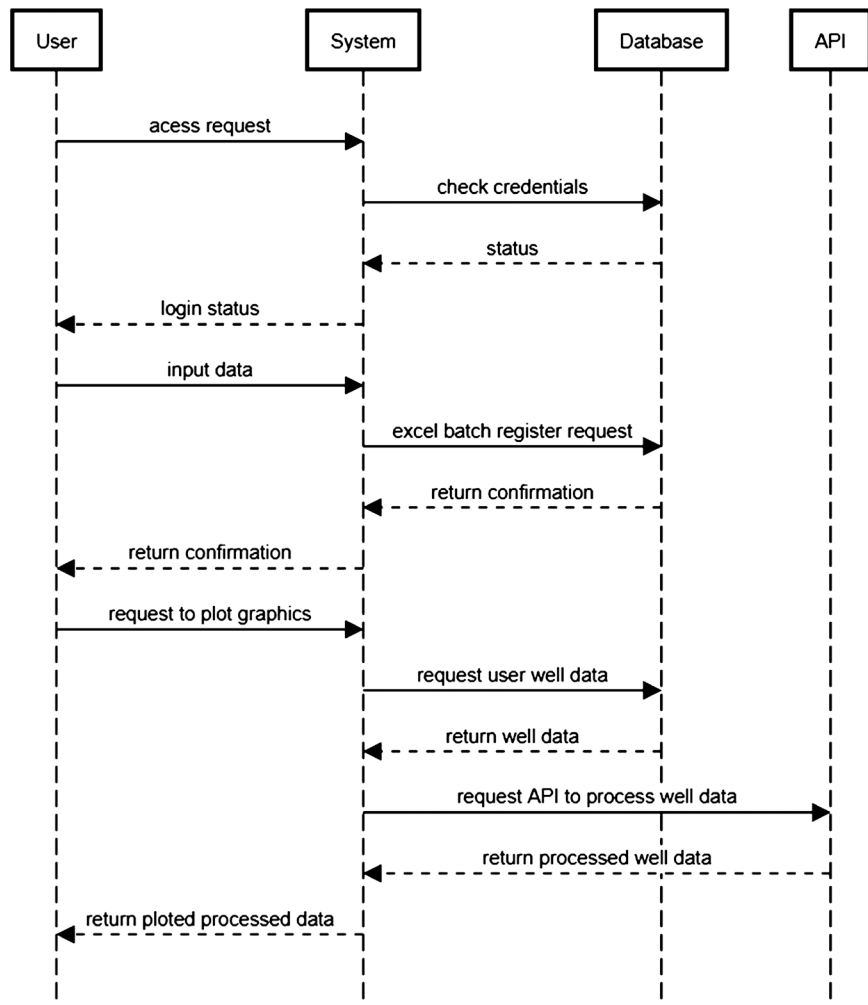 User
System
Database
API
acess request
check credentials
status
login status
input data
excel batch register request
return confirmation
return confirmation
request to plot graphics
request user well data
return well data
request API to process well data
return processed well data
return ploted processed data